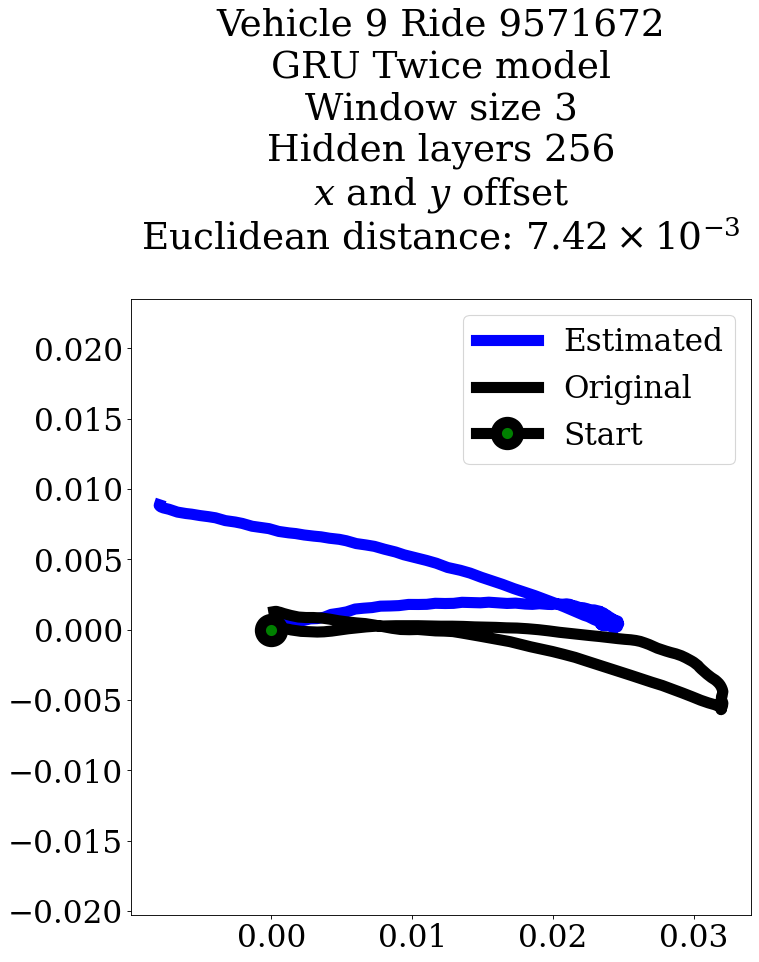 Vehicle 9 Ride 9571672
GRU Twice model
Window size 3
Hidden layers 256
x and y offset
Euclidean distance: 7.42 × 10⁻³
Estimated
Original
Start
0.020
0.015
0.010
0.005
0.000
−0.005
−0.010
−0.015
−0.020
0.00 0.01 0.02 0.03